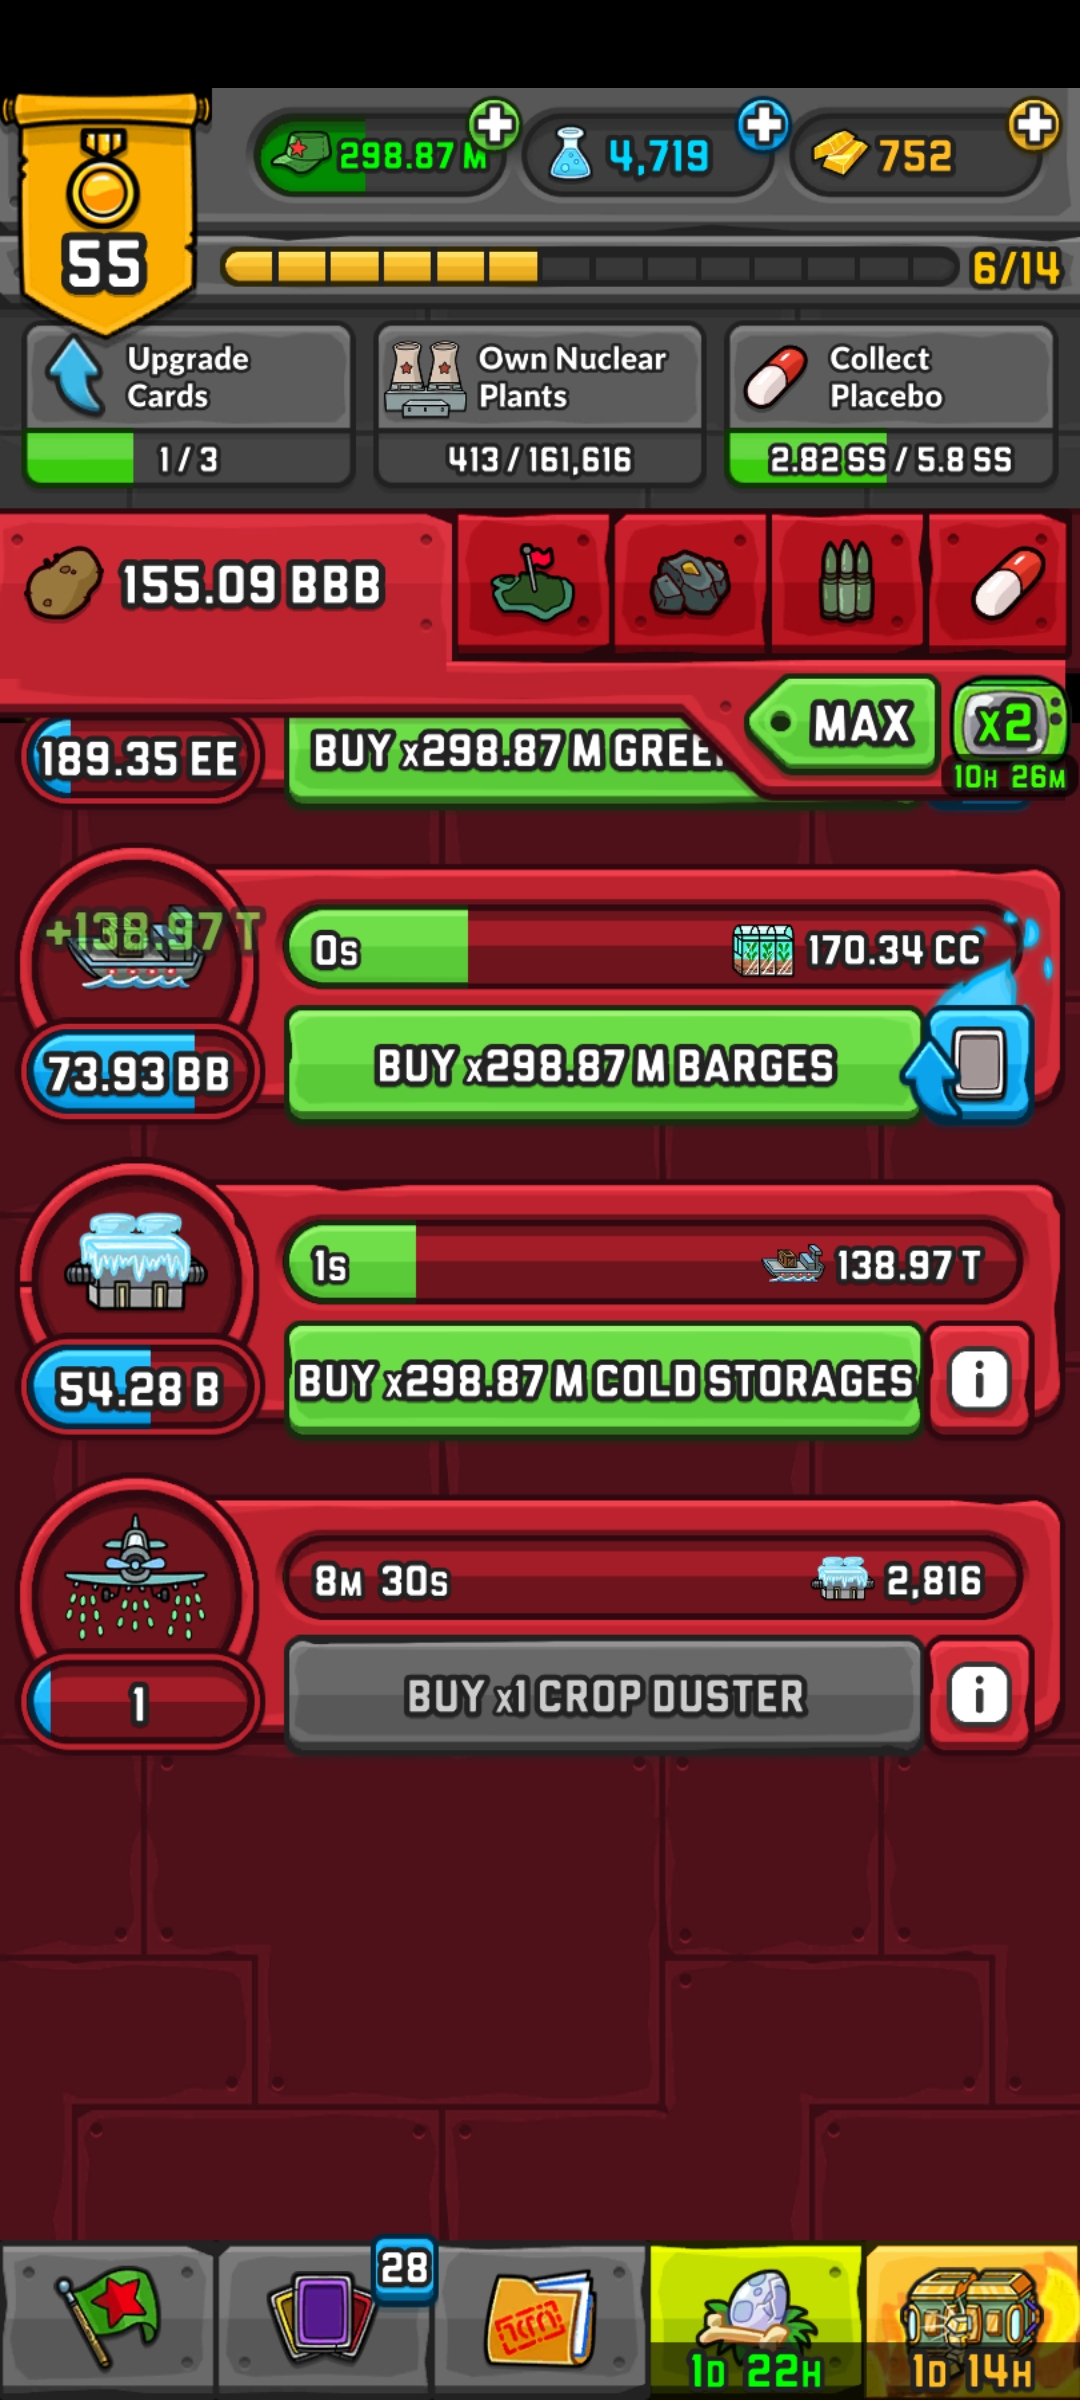 298.87 M
4,719
752
55
6/14
Upgrade
Cards
1 / 3
Own Nuclear
Plants
413 / 161,616
Collect
Placebo
2.82 SS / 5.8 SS
155.09 BBB
MAX
X2
10H 26M
189.35 EE
BUY x298.87 M GREE...
+138.97 T
0s
170.34 CC
73.93 BB
BUY x298.87 M BARGES
1s
138.97 T
54.28 B
BUY x298.87 M COLD STORAGES
i
8M 30s
2,816
1
BUY x1 CROP DUSTER
i
28
1D 22H
1D 14H